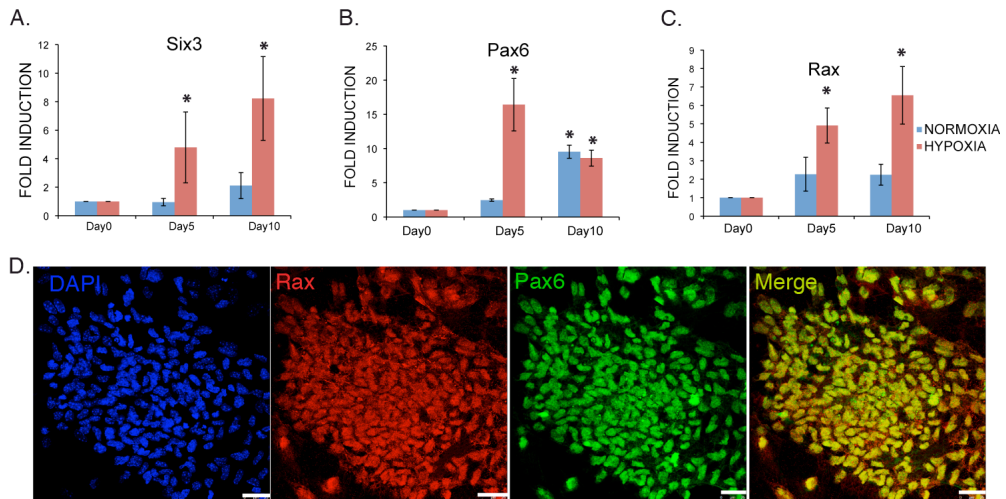 A.
Six3
FOLD INDUCTION
14
12
10
8
6
4
2
0
*
*
Day0 Day5 Day10
B.
Pax6
FOLD INDUCTION
25
20
15
10
5
0
*
* *
Day0 Day5 Day10
C.
Rax
FOLD INDUCTION
9
8
7
6
5
4
3
2
1
0
*
*
Day0 Day5 Day10
NORMOXIA
HYPOXIA
D.
DAPI Rax Pax6 Merge